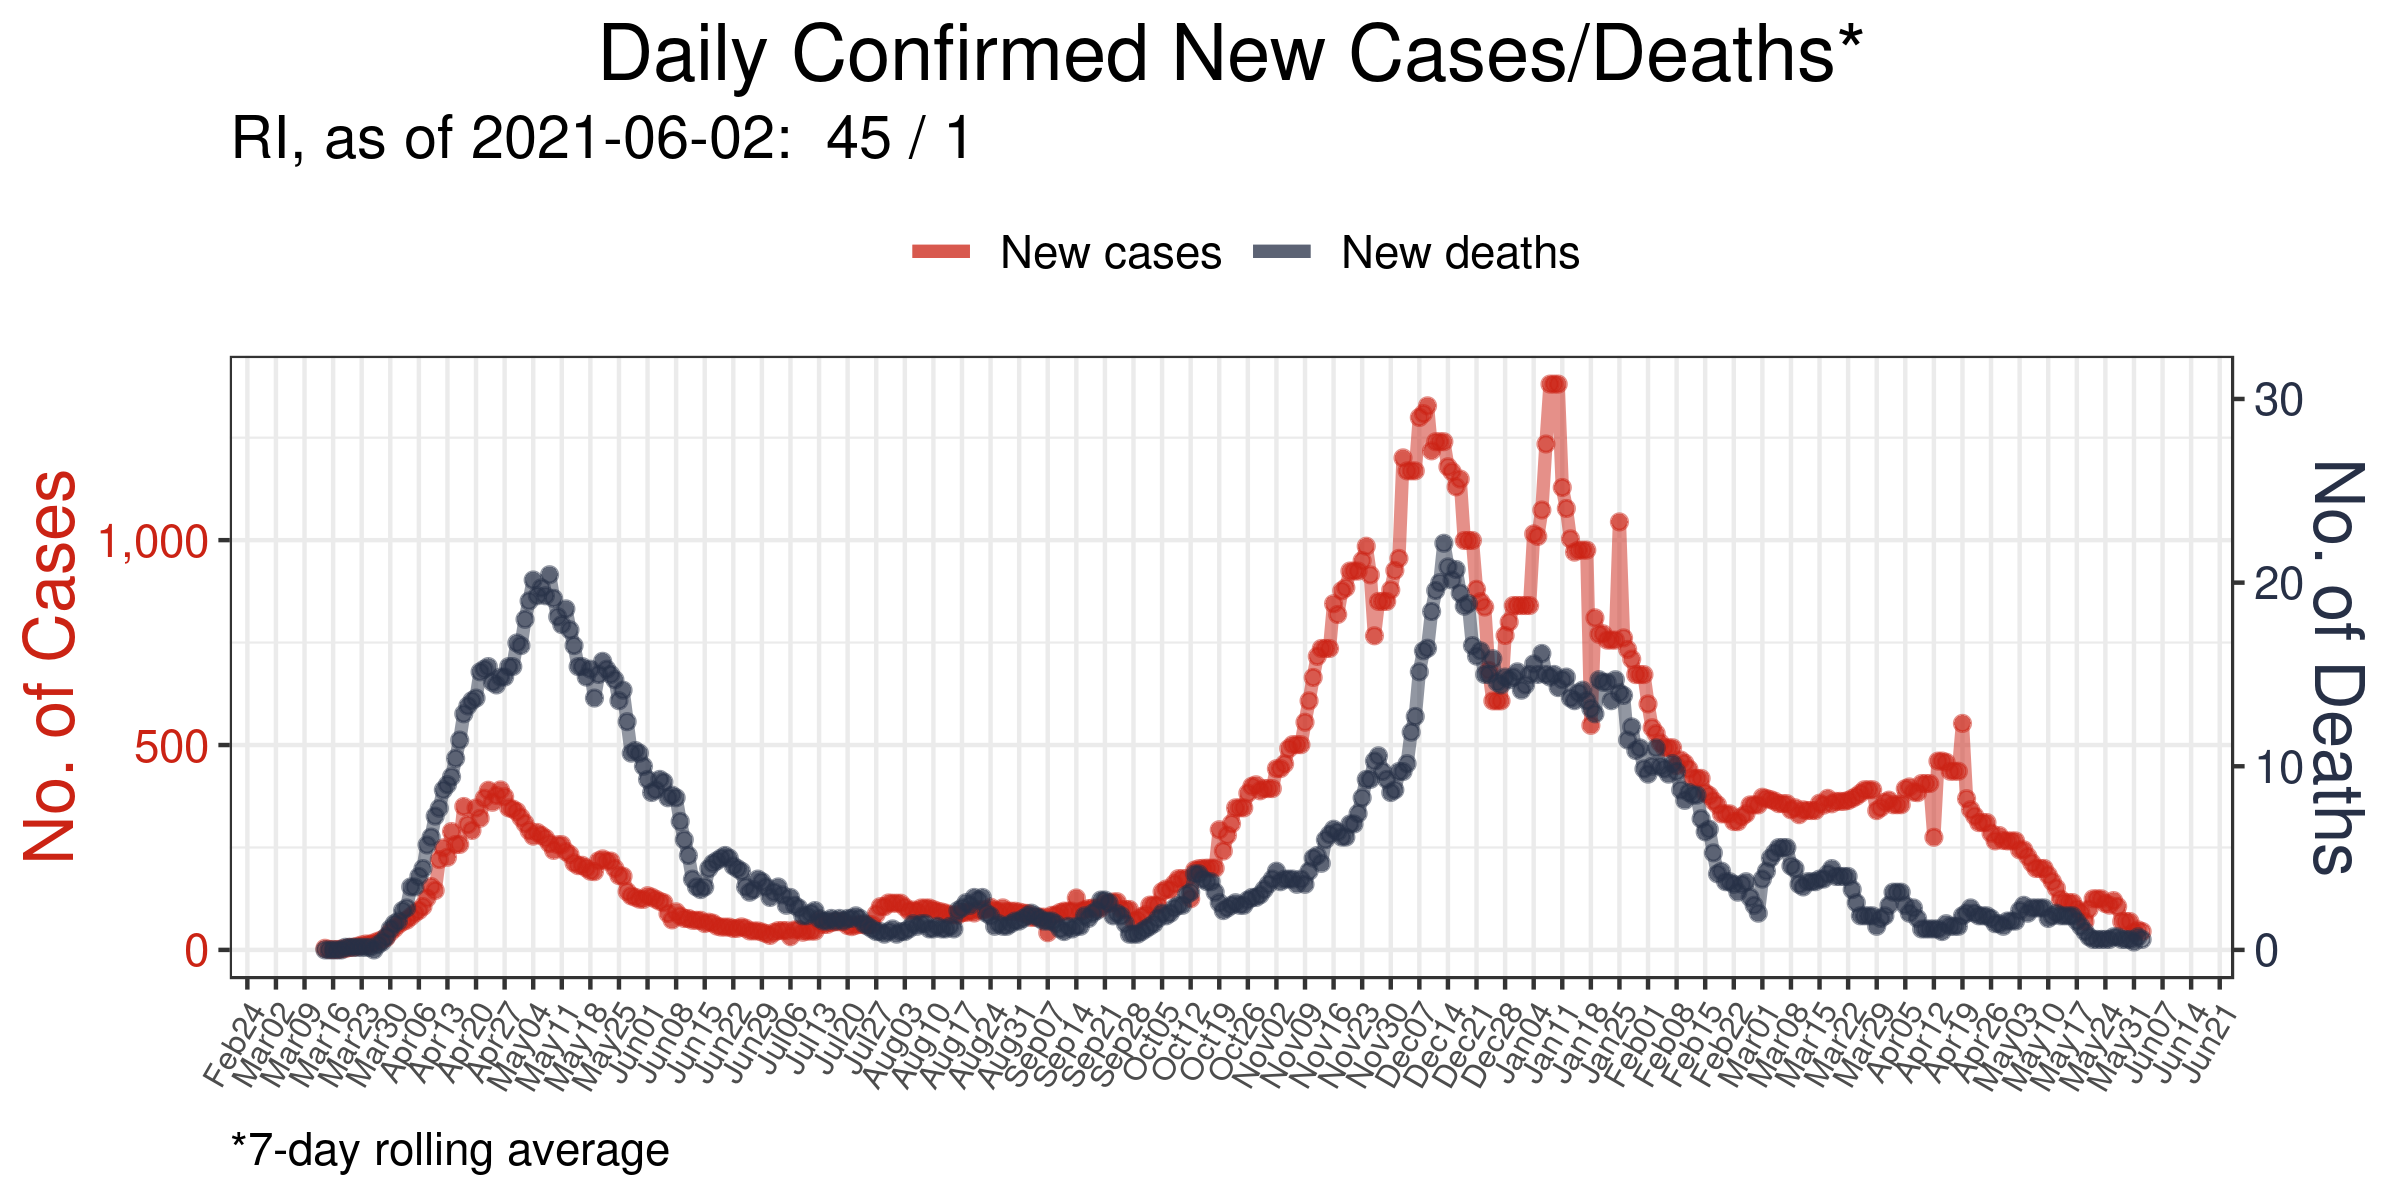 Daily Confirmed New Cases/Deaths*
RI, as of 2021-06-02:  45 / 1
New cases
New deaths
No. of Cases
1,000
500
0
30
20
10
0
No. of Deaths
Feb24
Mar02
Mar09
Mar16
Mar23
Mar30
Apr06
Apr13
Apr20
Apr27
May04
May11
May18
May25
Jun01
Jun08
Jun15
Jun22
Jun29
Jul06
Jul13
Jul20
Jul27
Aug03
Aug10
Aug17
Aug24
Aug31
Sep07
Sep14
Sep21
Sep28
Oct05
Oct12
Oct19
Oct26
Nov02
Nov09
Nov16
Nov23
Nov30
Dec07
Dec14
Dec21
Dec28
Jan04
Jan11
Jan18
Jan25
Feb01
Feb08
Feb15
Feb22
Mar01
Mar08
Mar15
Mar22
Mar29
Apr05
Apr12
Apr19
Apr26
May03
May10
May17
May24
May31
Jun07
Jun14
Jun21
*7-day rolling average